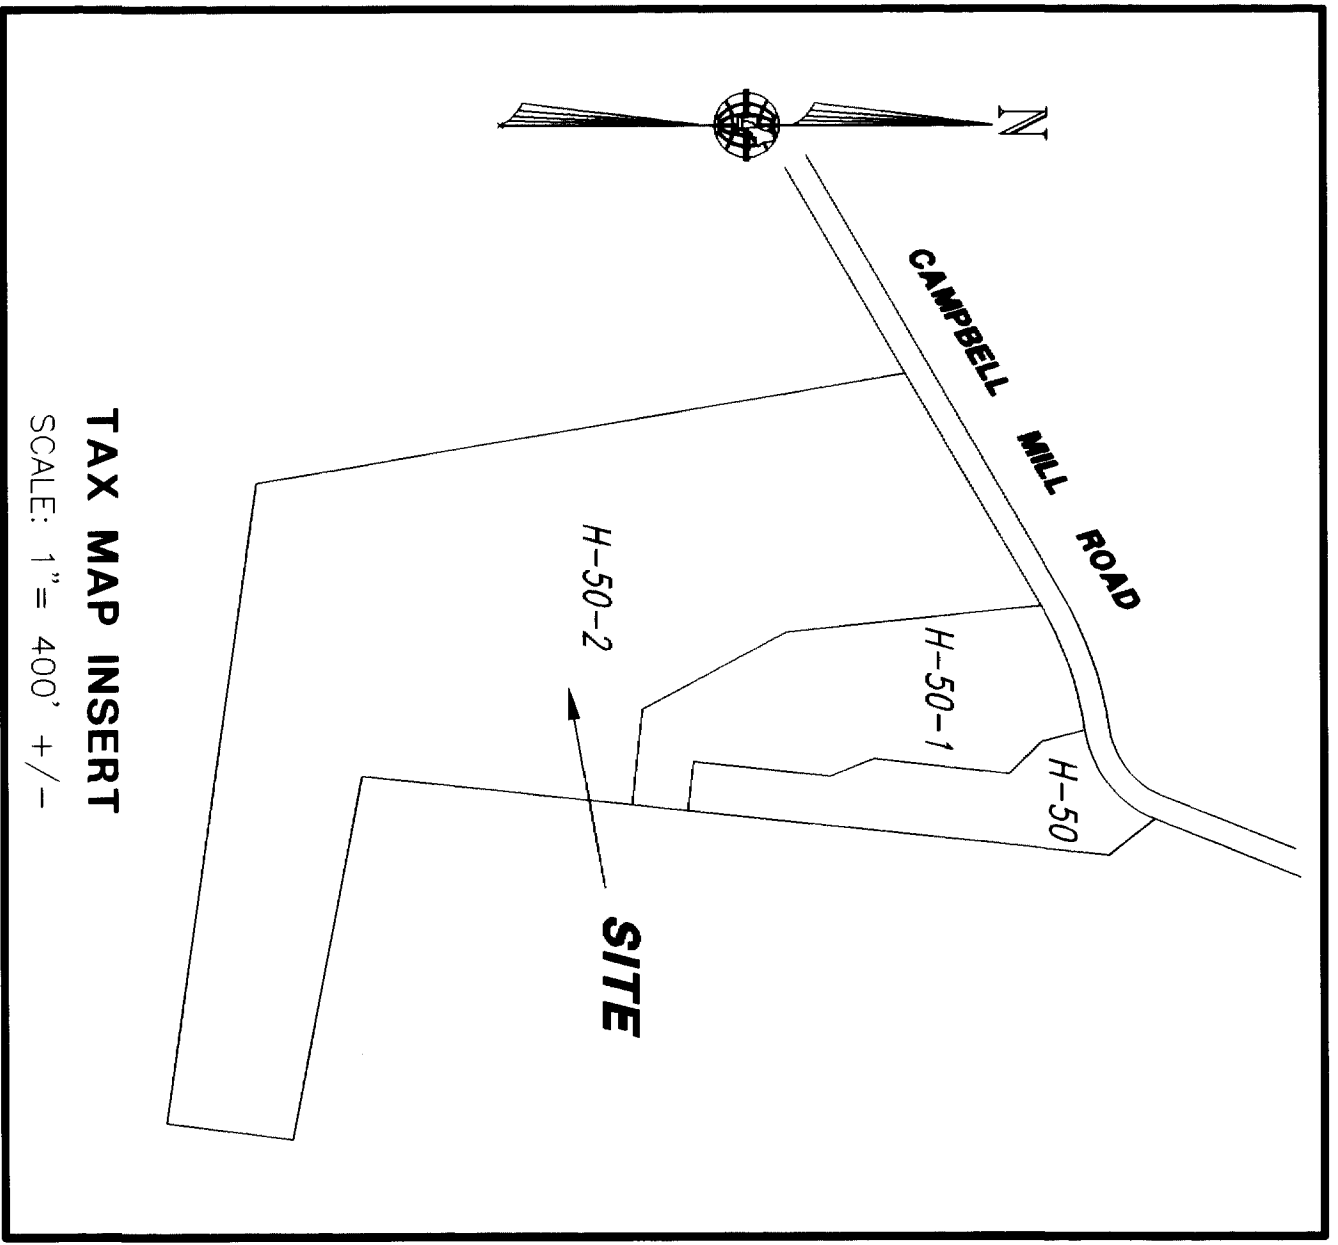 N
CAMPBELL MILL ROAD
H-50
H-50-1
H-50-2
SITE
TAX MAP INSERT
SCALE: 1"= 400' +/-